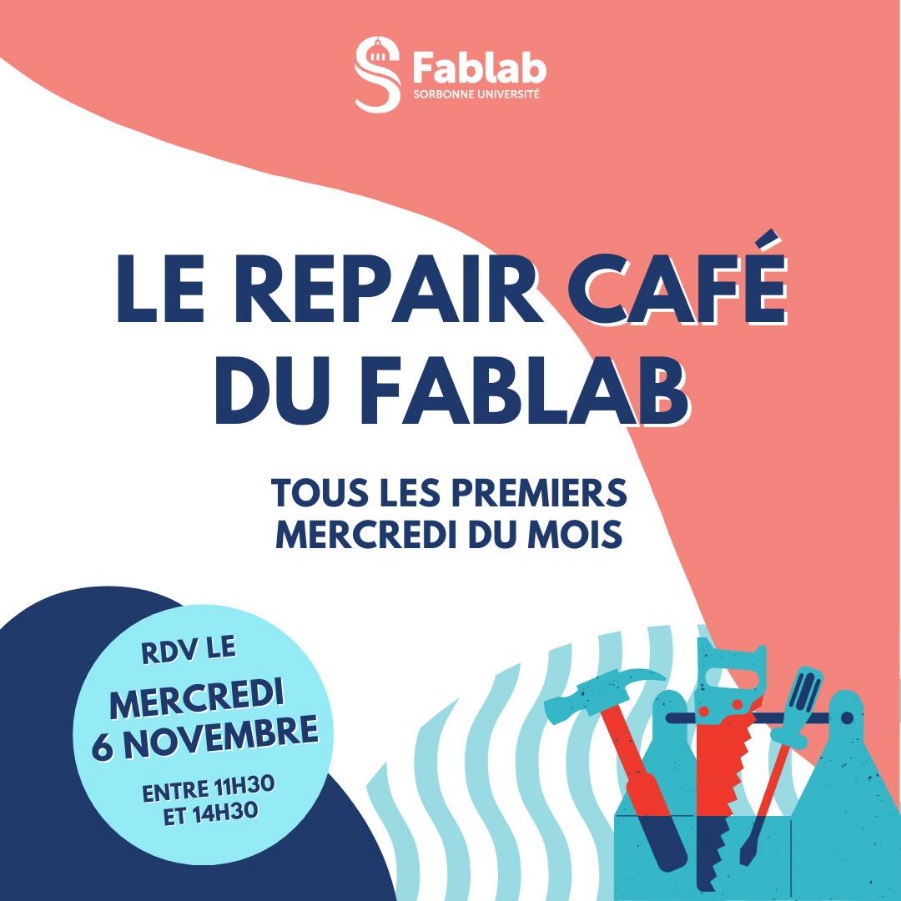 Fablab
SORBONNE UNIVERSITÉ
LE REPAIR CAFÉ
DU FABLAB
TOUS LES PREMIERS
MERCREDI DU MOIS
RDV LE
MERCREDI
6 NOVEMBRE
ENTRE 11H30
ET 14H30